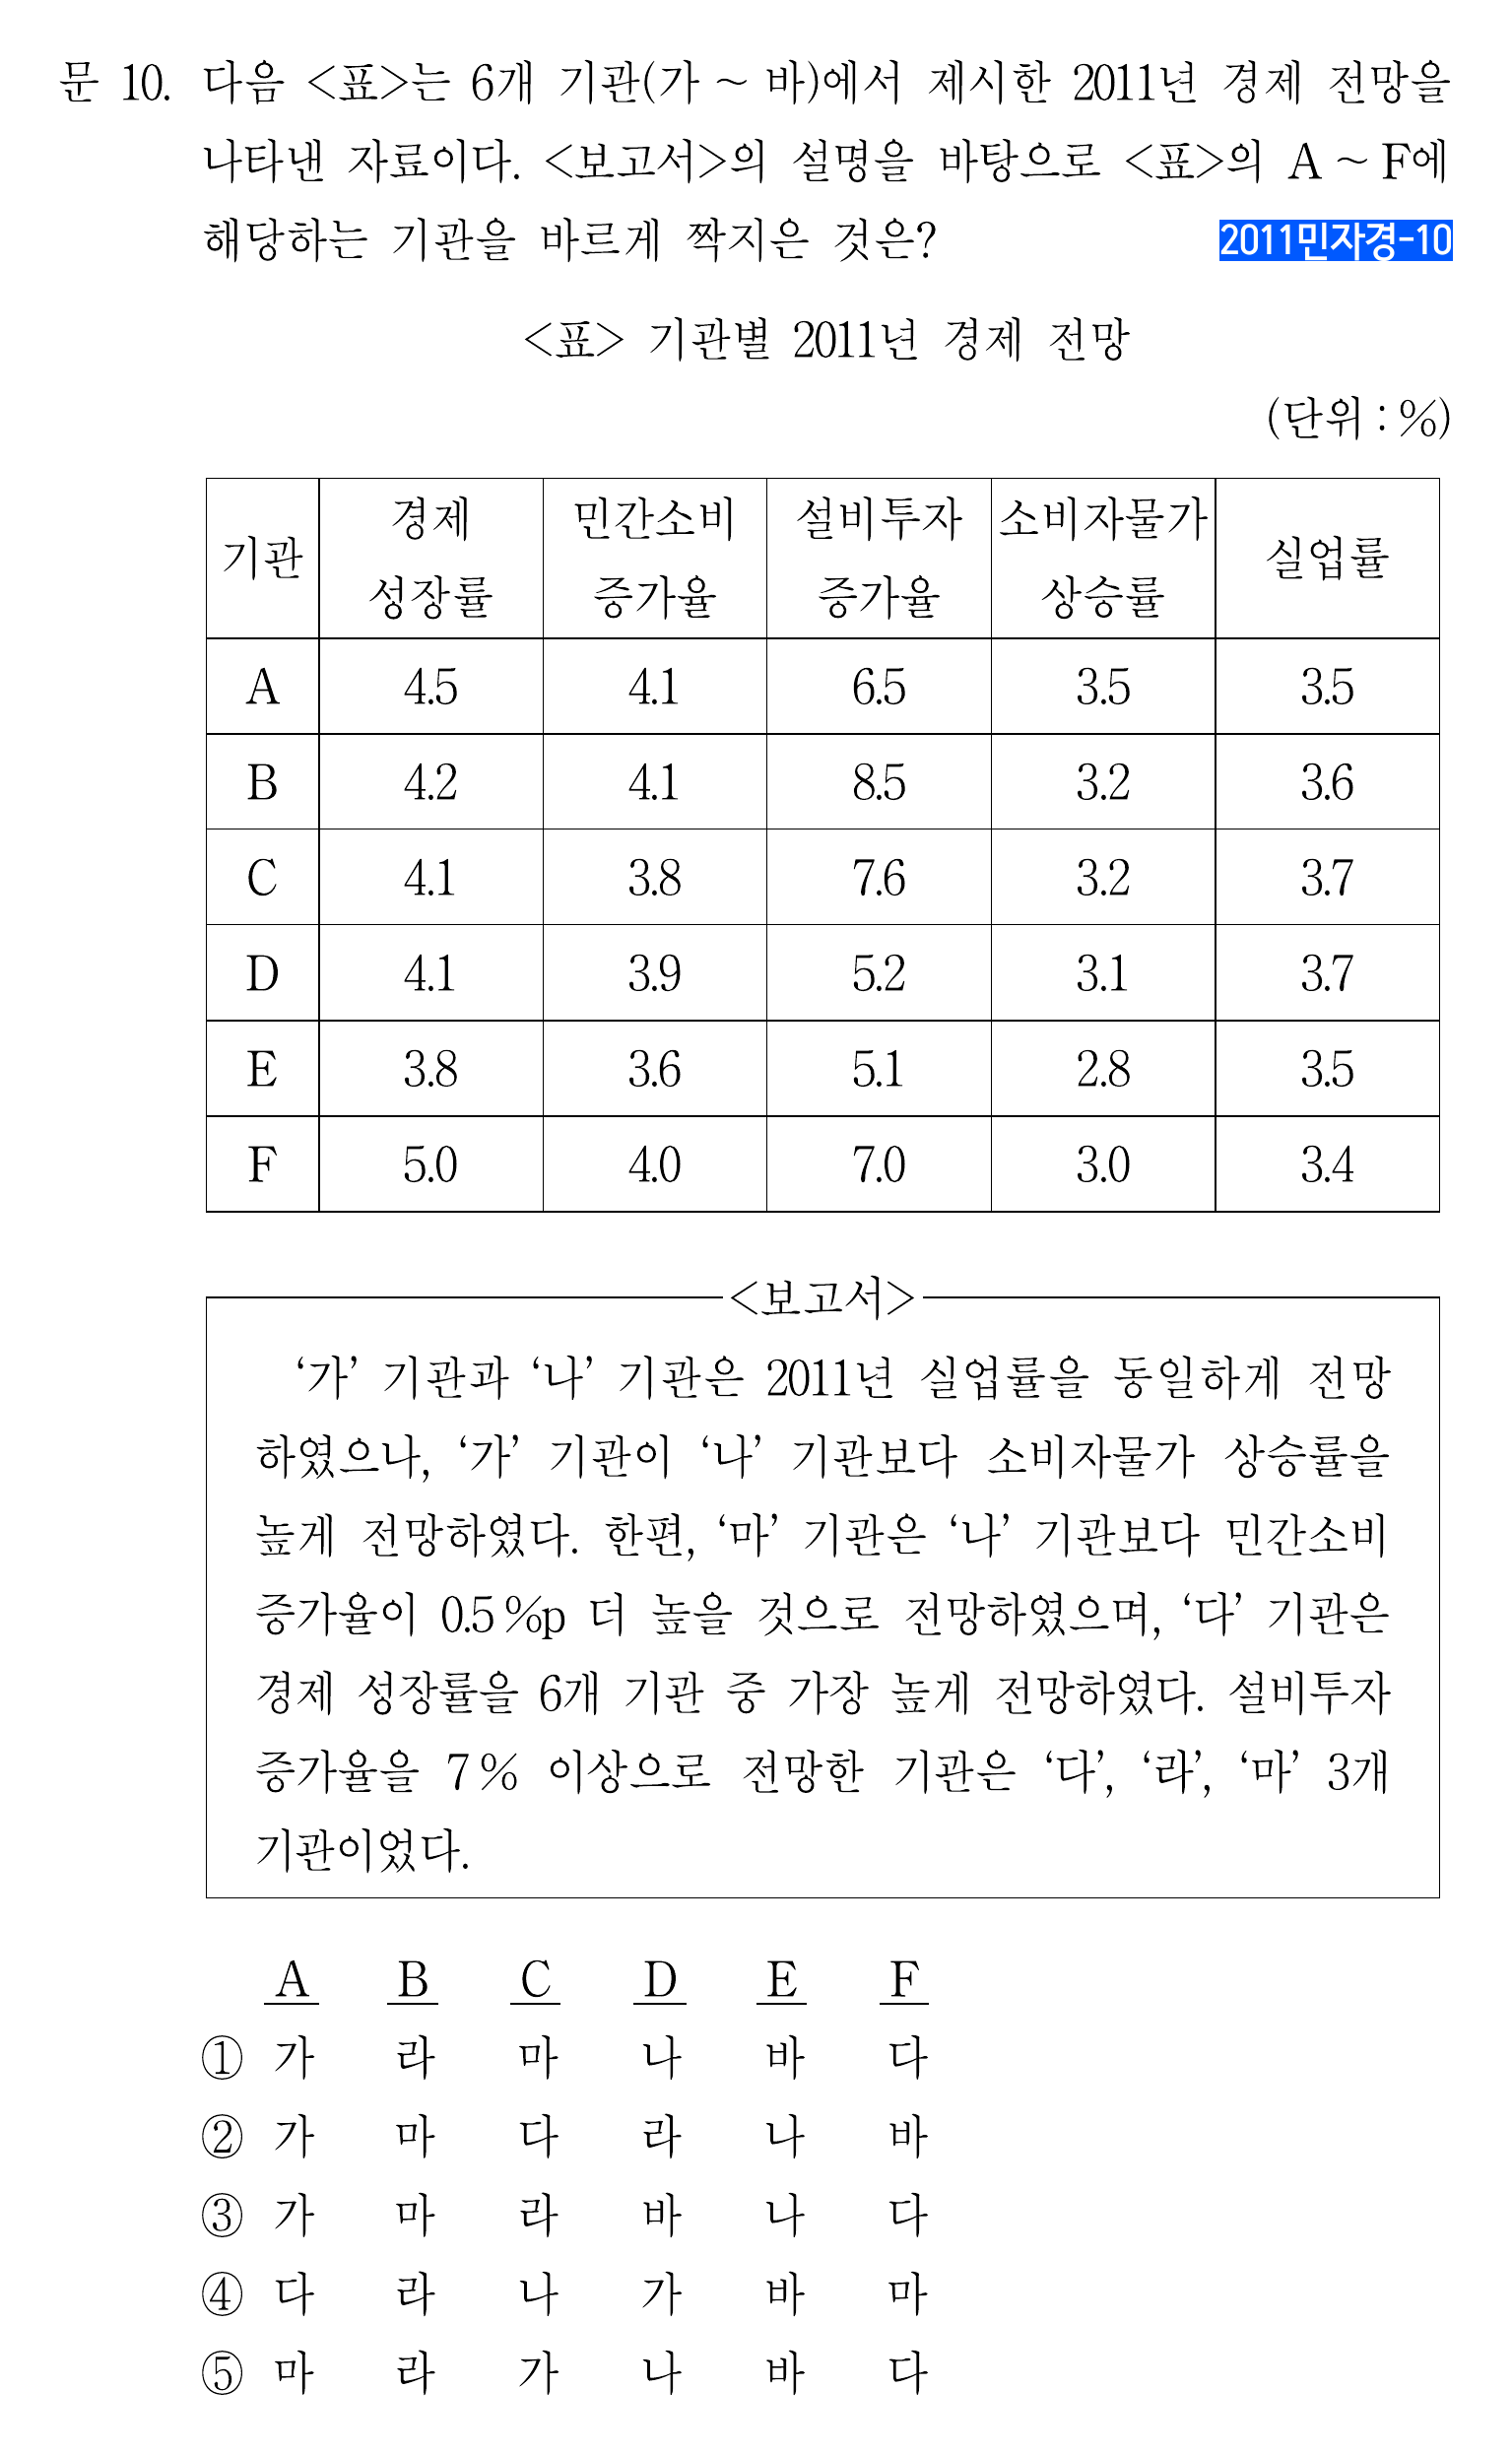 문 10. 다음 <표>는 6개 기관(가 ~ 바)에서 제시한 2011년 경제 전망을
나타낸 자료이다. <보고서>의 설명을 바탕으로 <표>의 A ~ F에
해당하는 기관을 바르게 짝지은 것은?
2011민자경-10
<표> 기관별 2011년 경제 전망
(단위 : %)
기관 경제 성장률 민간소비 증가율 설비투자 증가율 소비자물가 상승률 실업률
A 4.5 4.1 6.5 3.5 3.5
B 4.2 4.1 8.5 3.2 3.6
C 4.1 3.8 7.6 3.2 3.7
D 4.1 3.9 5.2 3.1 3.7
E 3.8 3.6 5.1 2.8 3.5
F 5.0 4.0 7.0 3.0 3.4
<보고서>
‘가’ 기관과 ‘나’ 기관은 2011년 실업률을 동일하게 전망
하였으나, ‘가’ 기관이 ‘나’ 기관보다 소비자물가 상승률을
높게 전망하였다. 한편, ‘마’ 기관은 ‘나’ 기관보다 민간소비
증가율이 0.5 %p 더 높을 것으로 전망하였으며, ‘다’ 기관은
경제 성장률을 6개 기관 중 가장 높게 전망하였다. 설비투자
증가율을 7 % 이상으로 전망한 기관은 ‘다’, ‘라’, ‘마’ 3개
기관이었다.
A B C D E F
① 가 라 마 나 바 다
② 가 마 다 라 나 바
③ 가 마 라 바 나 다
④ 다 라 나 가 바 마
⑤ 마 라 가 나 바 다